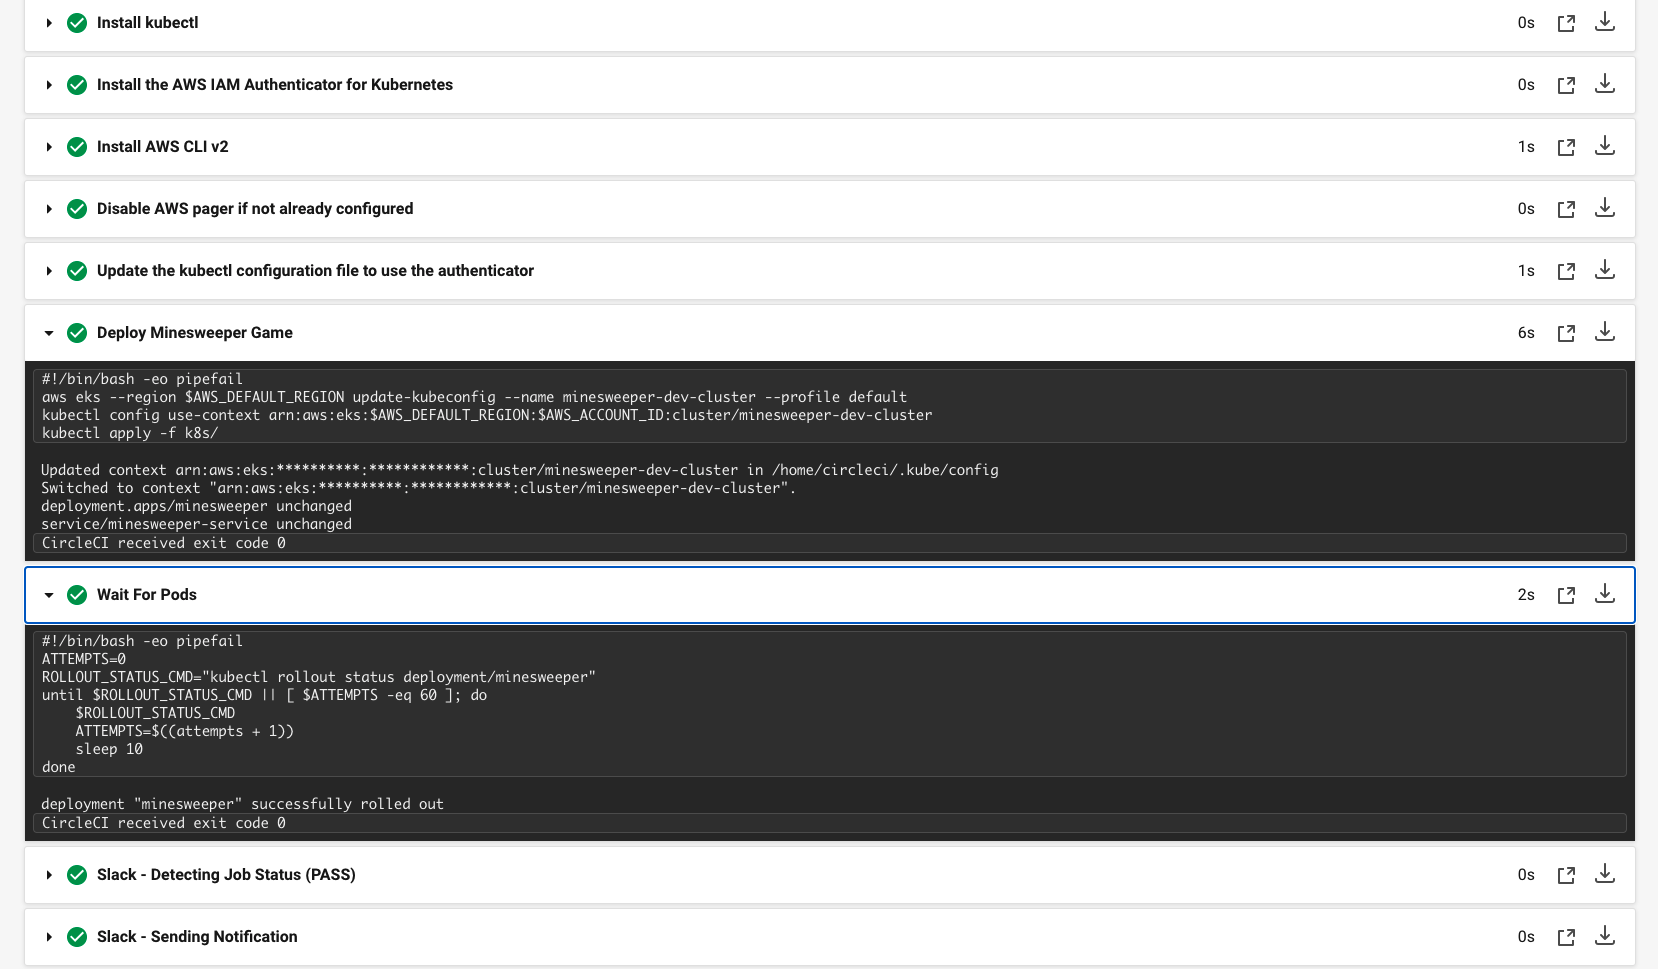 Install kubectl 0s
Install the AWS IAM Authenticator for Kubernetes 0s
Install AWS CLI v2 1s
Disable AWS pager if not already configured 0s
Update the kubectl configuration file to use the authenticator 1s
Deploy Minesweeper Game 6s
#!/bin/bash -eo pipefail
aws eks --region $AWS_DEFAULT_REGION update-kubeconfig --name minesweeper-dev-cluster --profile default
kubectl config use-context arn:aws:eks:$AWS_DEFAULT_REGION:$AWS_ACCOUNT_ID:cluster/minesweeper-dev-cluster
kubectl apply -f k8s/
Updated context arn:aws:eks:**********:************:cluster/minesweeper-dev-cluster in /home/circleci/.kube/config
Switched to context "arn:aws:eks:**********:************:cluster/minesweeper-dev-cluster".
deployment.apps/minesweeper unchanged
service/minesweeper-service unchanged
CircleCI received exit code 0
Wait For Pods 2s
#!/bin/bash -eo pipefail
ATTEMPTS=0
ROLLOUT_STATUS_CMD="kubectl rollout status deployment/minesweeper"
until $ROLLOUT_STATUS_CMD || [ $ATTEMPTS -eq 60 ]; do
    $ROLLOUT_STATUS_CMD
    ATTEMPTS=$((attempts + 1))
    sleep 10
done
deployment "minesweeper" successfully rolled out
CircleCI received exit code 0
Slack - Detecting Job Status (PASS) 0s
Slack - Sending Notification 0s